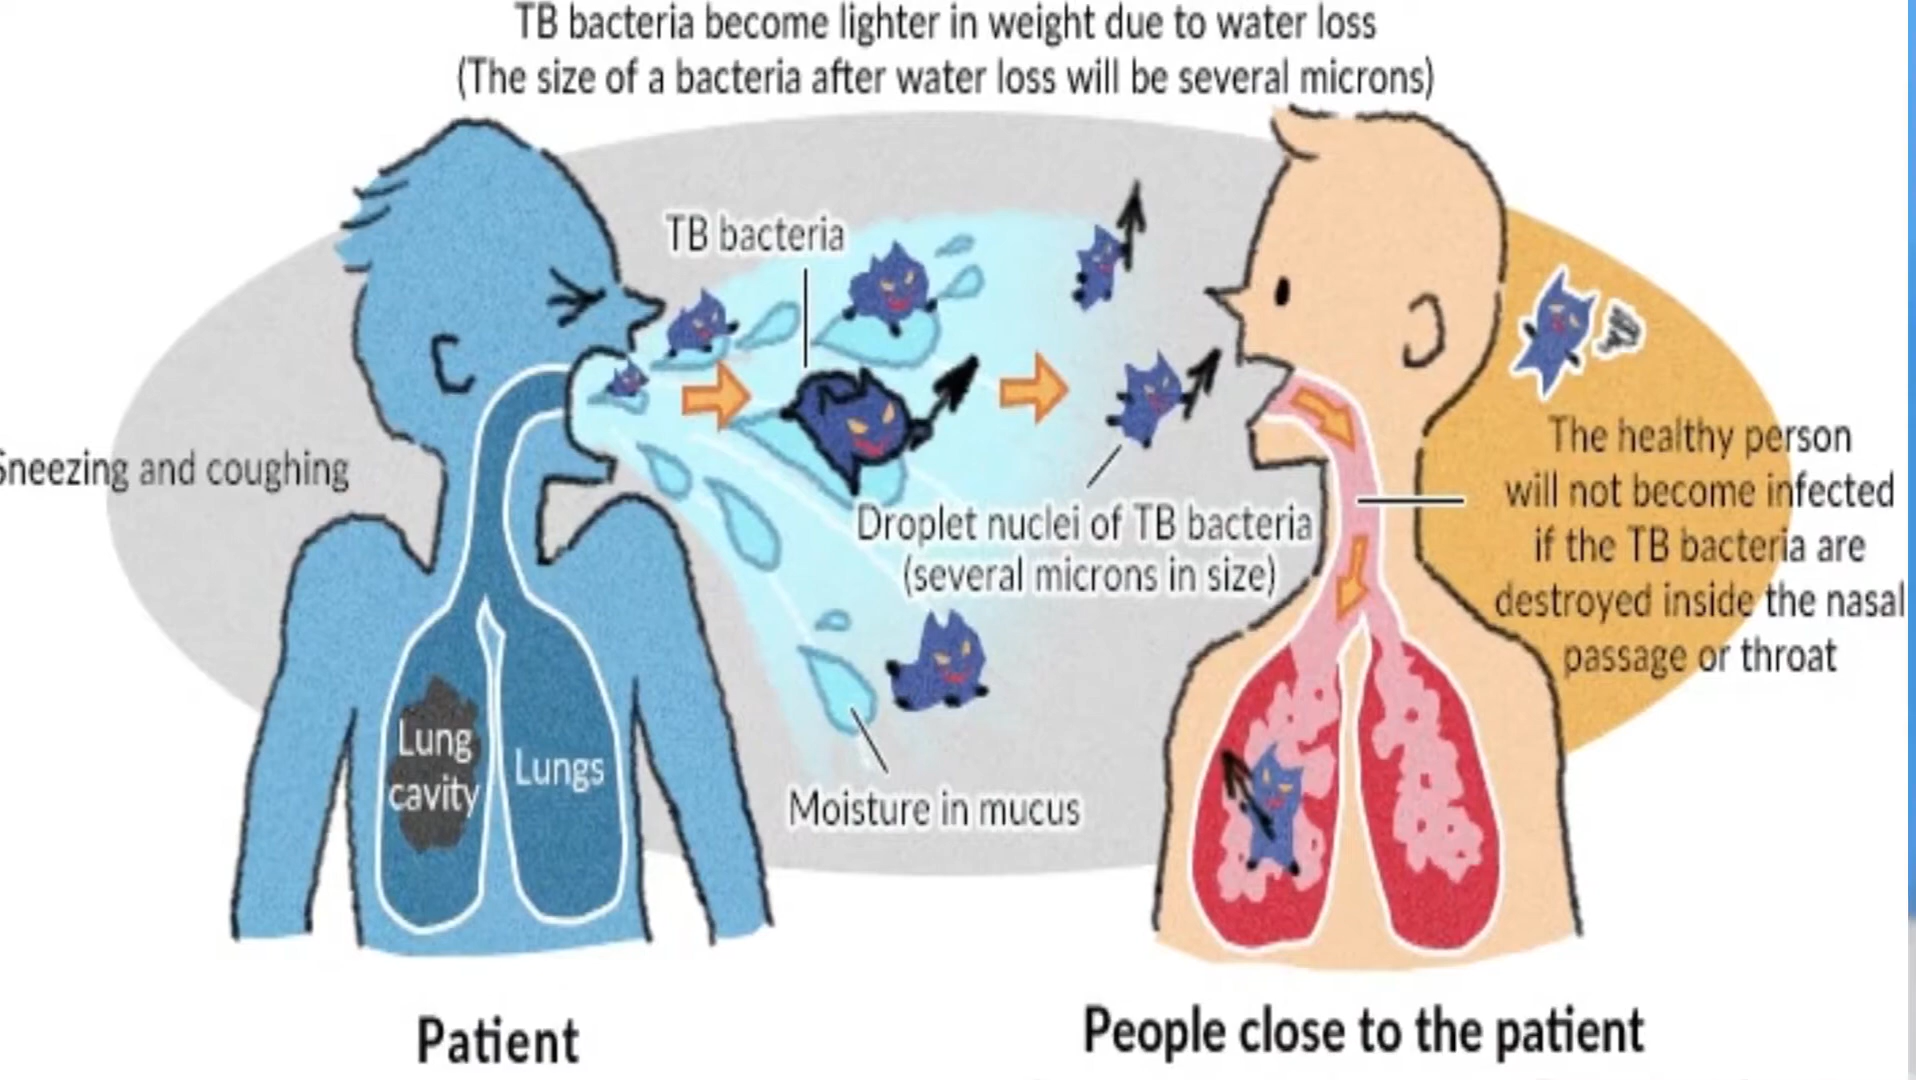 TB bacteria become lighter in weight due to water loss
(The size of a bacteria after water loss will be several microns)
TB bacteria
Sneezing and coughing
Droplet nuclei of TB bacteria
(several microns in size)
The healthy person
will not become infected
if the TB bacteria are
destroyed inside the nasal
passage or throat
Lung
cavity
Lungs
Moisture in mucus
Patient
People close to the patient